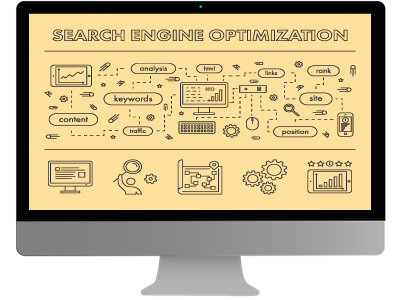 SEARCH ENGINE OPTIMIZATION
analysis
html
links
rank
keywords
SEO
site
content
traffic
position